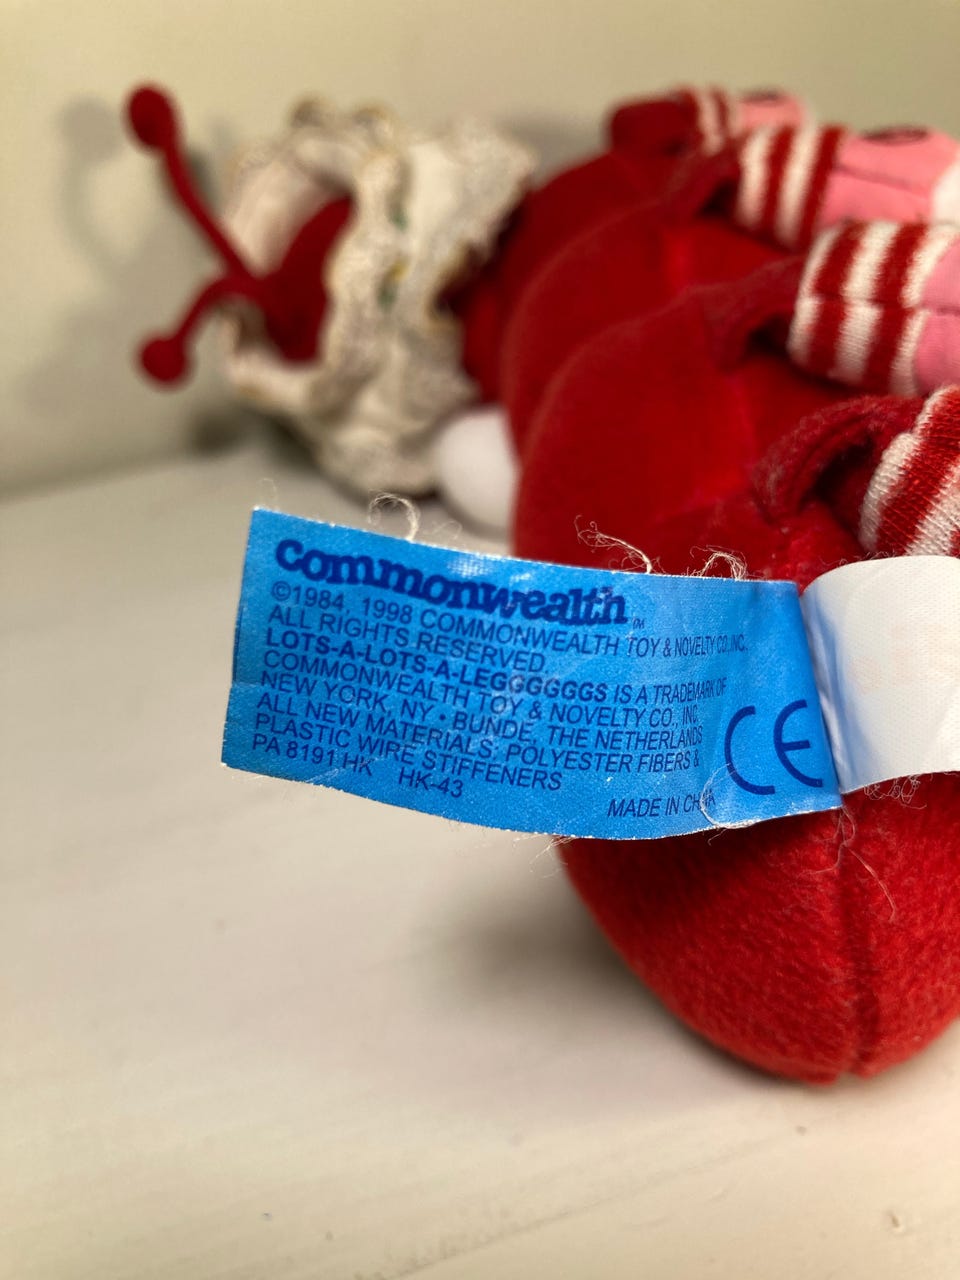 commonwealth TM
©1984, 1998 COMMONWEALTH TOY & NOVELTY CO., INC.
ALL RIGHTS RESERVED.
LOTS-A-LOTS-A-LEGGGGGGS IS A TRADEMARK OF
COMMONWEALTH TOY & NOVELTY CO., INC.
NEW YORK, NY • BUNDE, THE NETHERLANDS
ALL NEW MATERIALS, POLYESTER FIBERS &
PLASTIC WIRE STIFFENERS
PA 8191 HK HK-43
MADE IN CHINA
CE